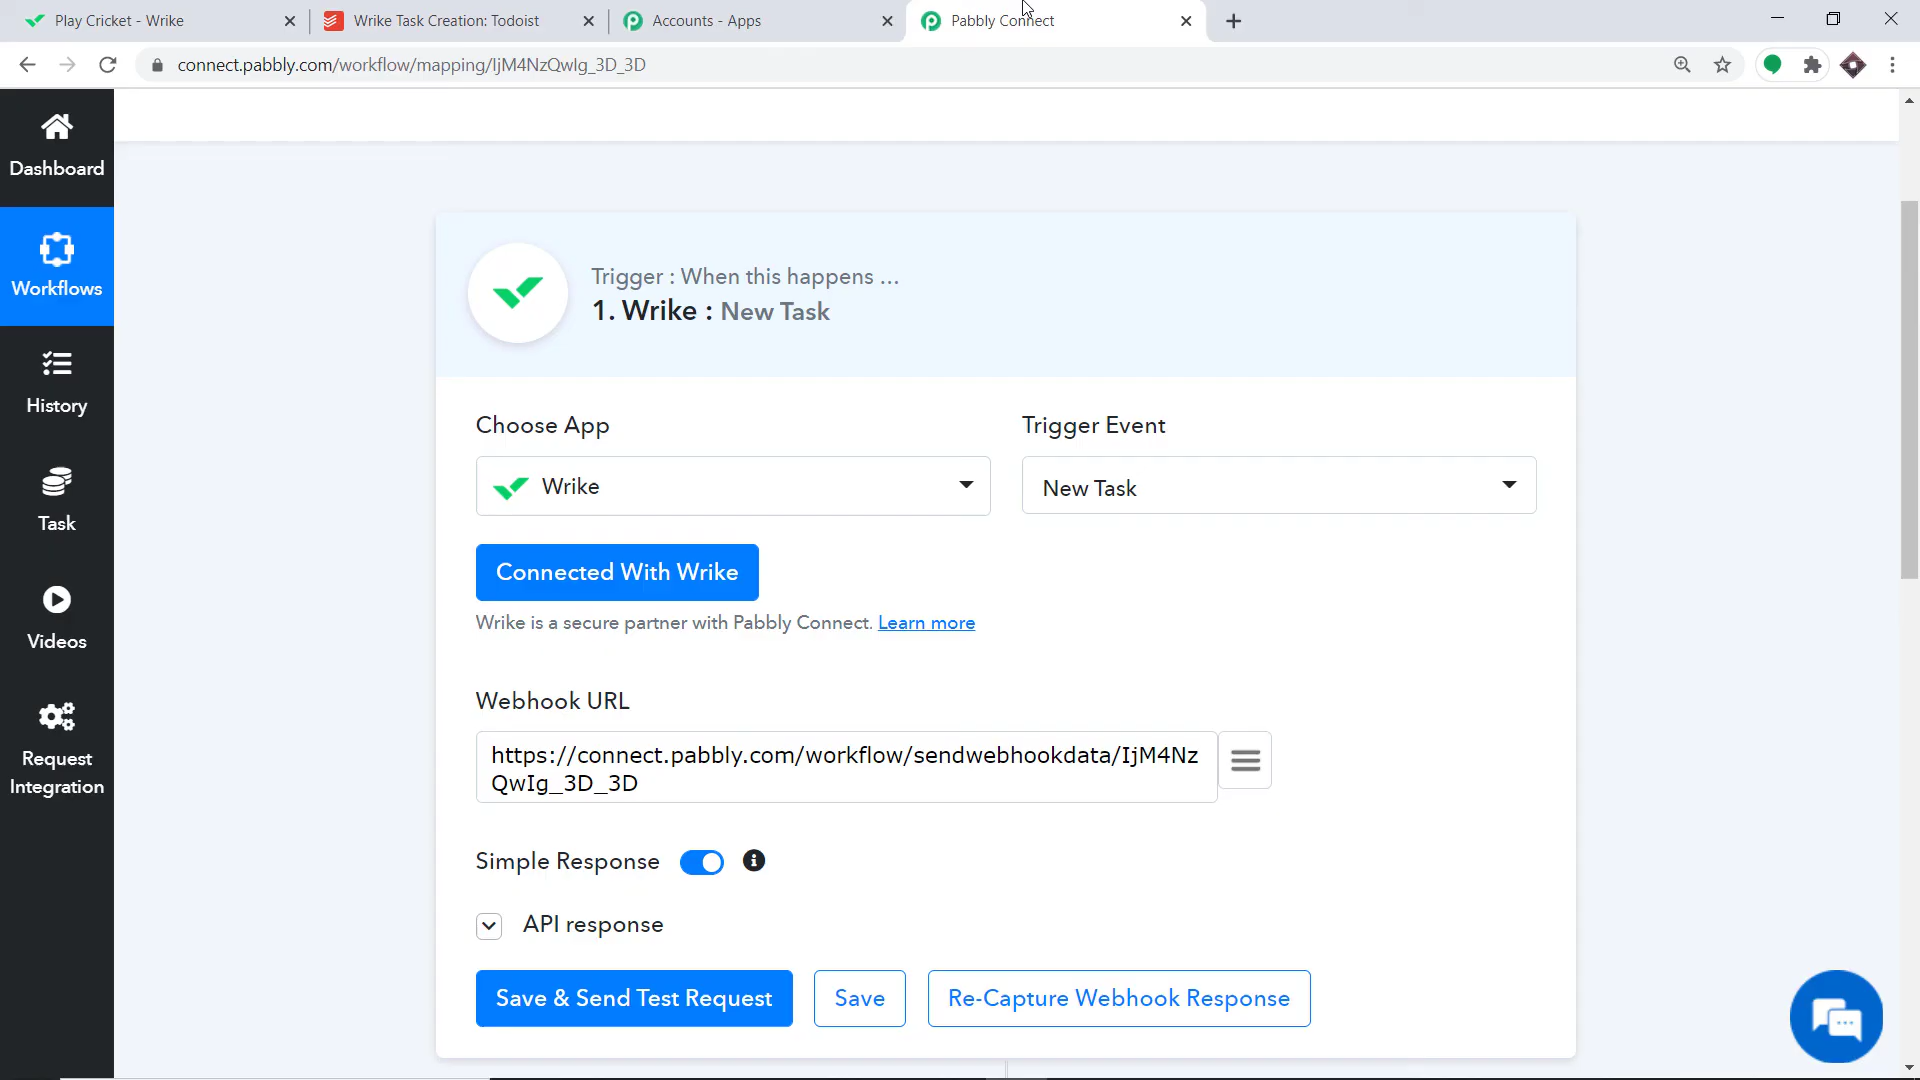 Play Cricket - Wrike
Wrike Task Creation: Todoist
Accounts - Apps
Pabbly Connect
connect.pabbly.com/workflow/mapping/IjM4NzQwIg_3D_3D
Dashboard
Workflows
History
Task
Videos
Request
Integration
Trigger : When this happens ...
1. Wrike : New Task
Choose App
Trigger Event
Wrike
New Task
Connected With Wrike
Wrike is a secure partner with Pabbly Connect. Learn more
Webhook URL
https://connect.pabbly.com/workflow/sendwebhookdata/IjM4Nz
QwIg_3D_3D
Simple Response
API response
Save & Send Test Request
Save
Re-Capture Webhook Response